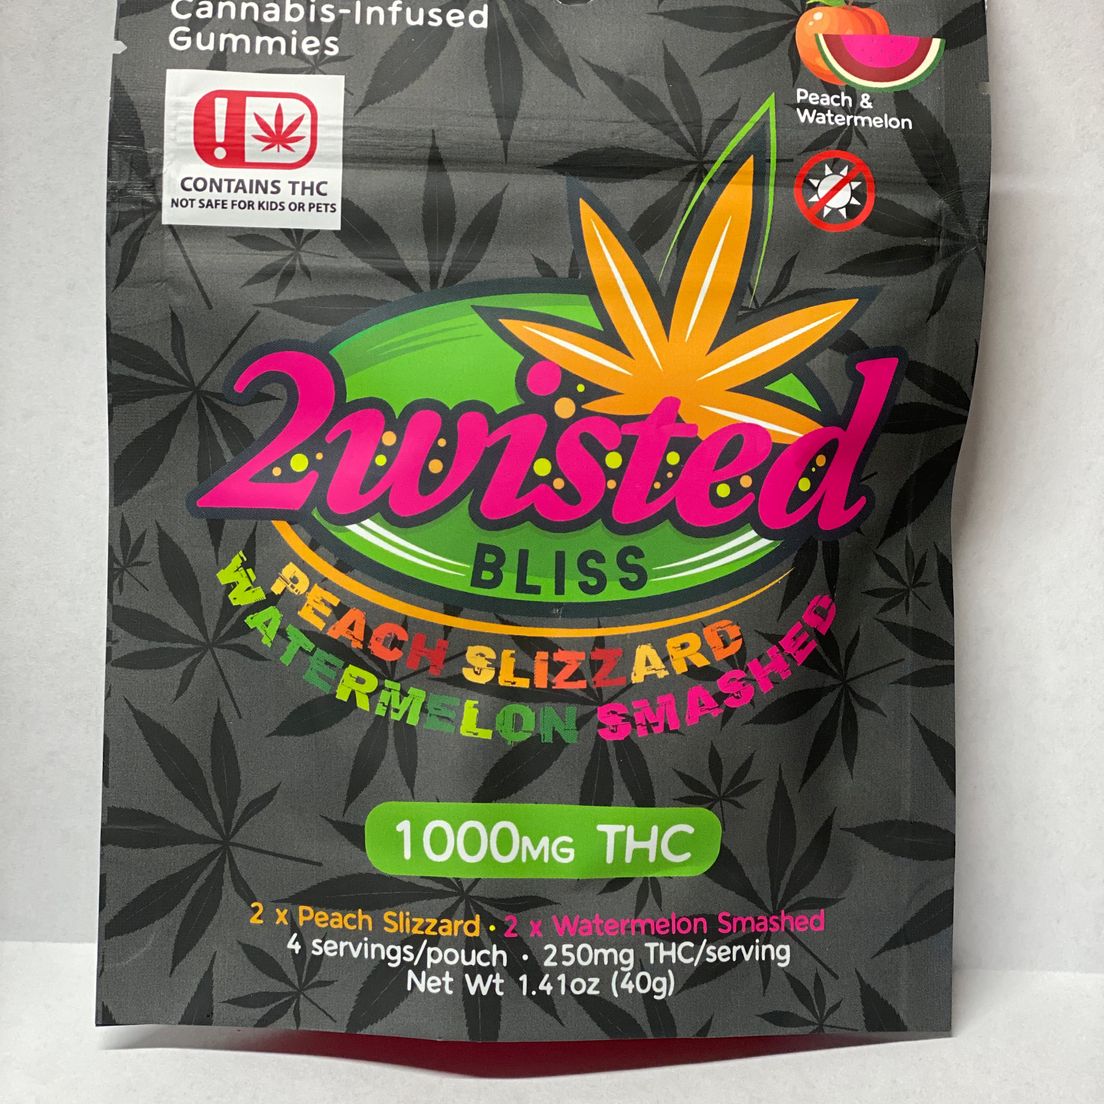 Cannabis-Infused
Gummies
CONTAINS THC
NOT SAFE FOR KIDS OR PETS
Peach &
Watermelon
2wisted
BLISS
PEACH SLIZZARD
WATERMELON SMASHED
1000MG THC
2 x Peach Slizzard • 2 x Watermelon Smashed
4 servings/pouch • 250mg THC/serving
Net Wt 1.41oz (40g)